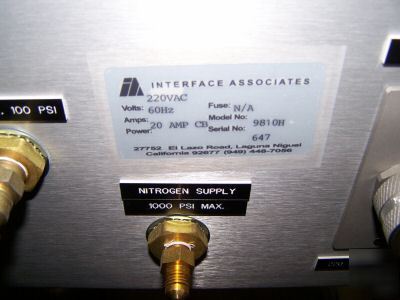 . 100 PSI
INTERFACE ASSOCIATES
220VAC
Volts: 60Hz Fuse: N/A
Amps: Model No: 9810H
Power: 20 AMP CB Serial No: 647
27752 El Lazo Road, Laguna Niguel
California 92677 (949) 448-7056
NITROGEN SUPPLY
1000 PSI MAX.